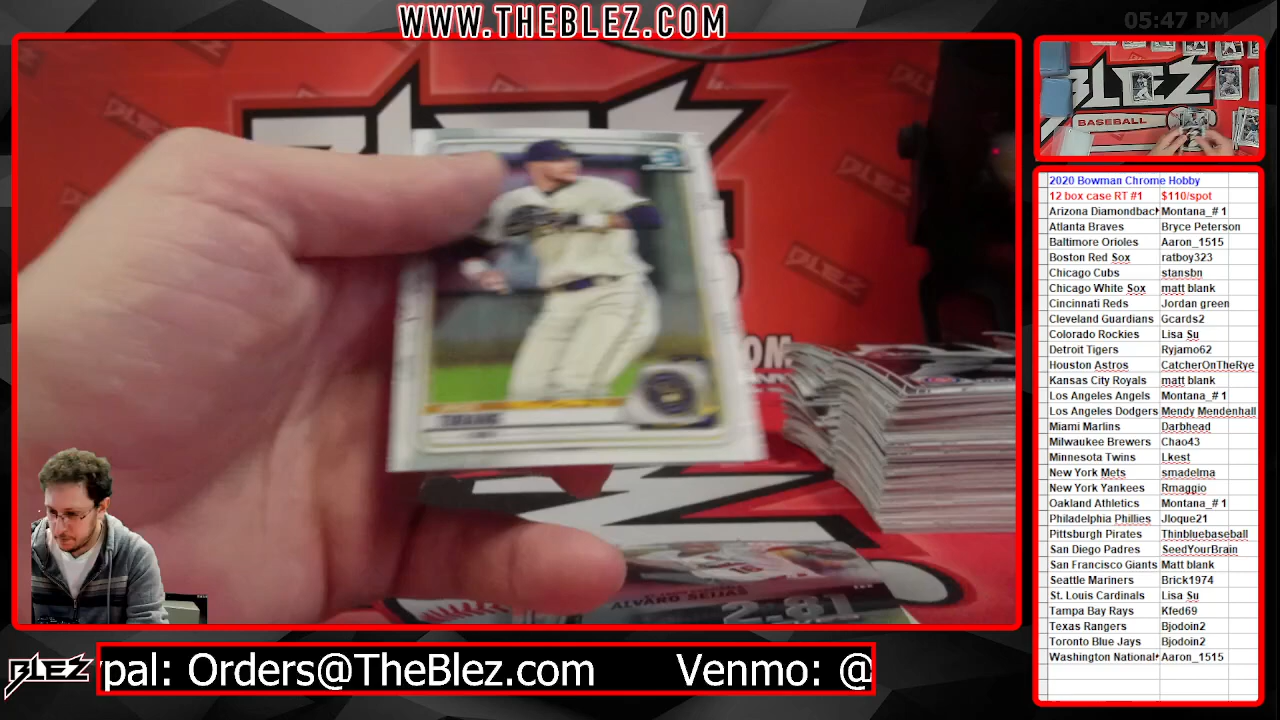 WWW.THEBLEZ.COM
05:47 PM
BLEZ
BASEBALL
TURANG
ALVARO SEIJAS
BLEZ
pal: Orders@TheBlez.com Venmo: @
2020 Bowman Chrome Hobby
12 box case RT #1 $110/spot
Arizona Diamondbac Montana_# 1
Atlanta Braves Bryce Peterson
Baltimore Orioles Aaron_1515
Boston Red Sox ratboy323
Chicago Cubs stansbn
Chicago White Sox matt blank
Cincinnati Reds Jordan green
Cleveland Guardians Gcards2
Colorado Rockies Lisa Su
Detroit Tigers Ryjamo62
Houston Astros CatcherOnTheRye
Kansas City Royals matt blank
Los Angeles Angels Montana_# 1
Los Angeles Dodgers Mendy Mendenhall
Miami Marlins Darbhead
Milwaukee Brewers Chao43
Minnesota Twins Lkest
New York Mets smadelma
New York Yankees Rmaggio
Oakland Athletics Montana_# 1
Philadelphia Phillies Jloque21
Pittsburgh Pirates Thinbluebaseball
San Diego Padres SeedYourBrain
San Francisco Giants Matt blank
Seattle Mariners Brick1974
St. Louis Cardinals Lisa Su
Tampa Bay Rays Kfed69
Texas Rangers Bjodoin2
Toronto Blue Jays Bjodoin2
Washington National Aaron_1515